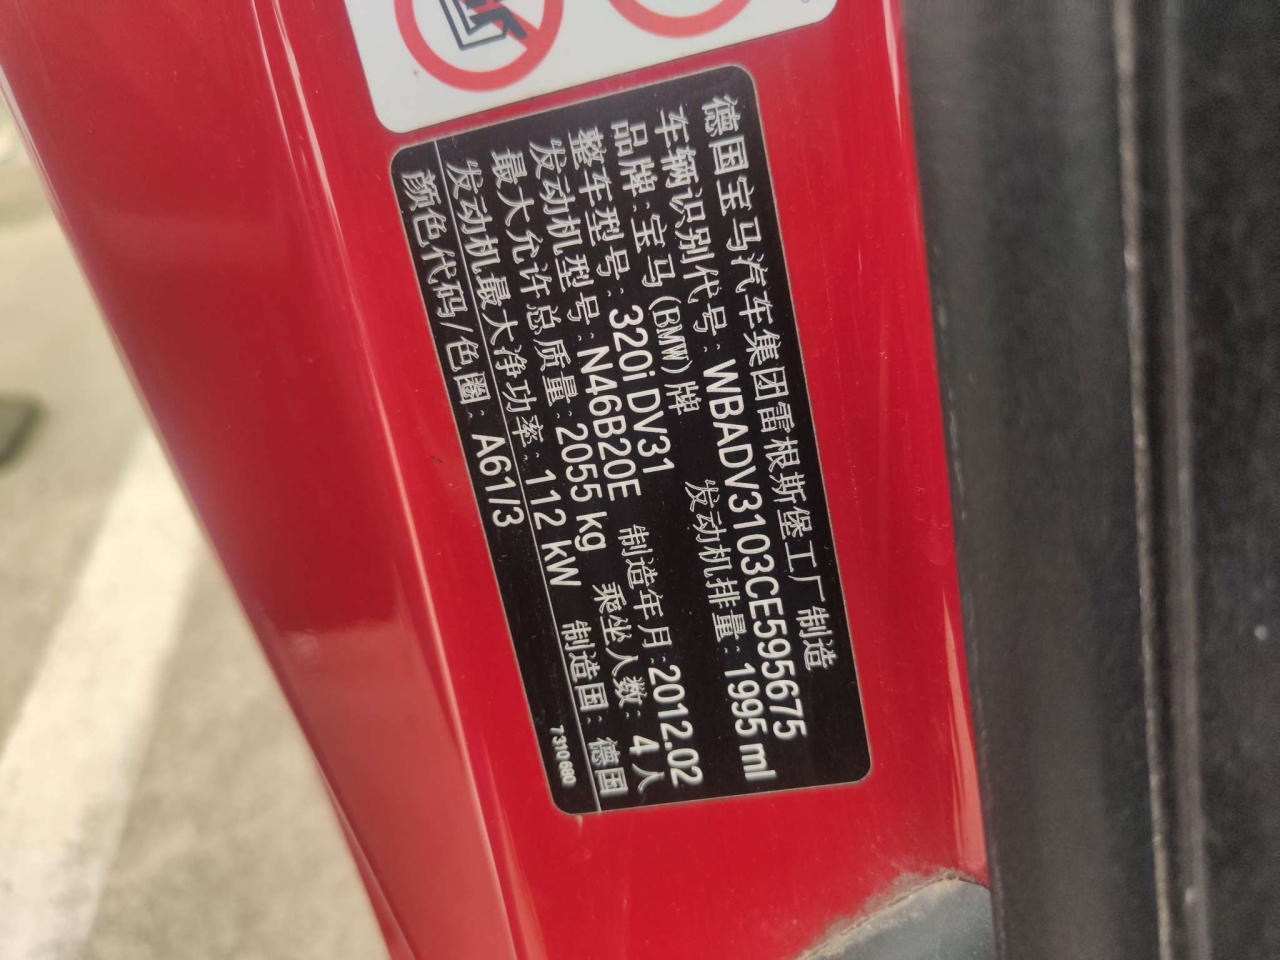 德国宝马汽车集团雷根斯堡工厂制造
车辆识别代号: WBADV3103CE595675
品牌: 宝马(BMW)牌 发动机排量: 1995 ml
整车型号: 320i DV31
发动机型号: N46B20E 制造年月: 2012.02
最大允许总质量: 2055 kg 乘坐人数: 4人
发动机最大净功率: 112 kW
颜色代码/色圈: A61/3 制造国: 德国
7 310 680